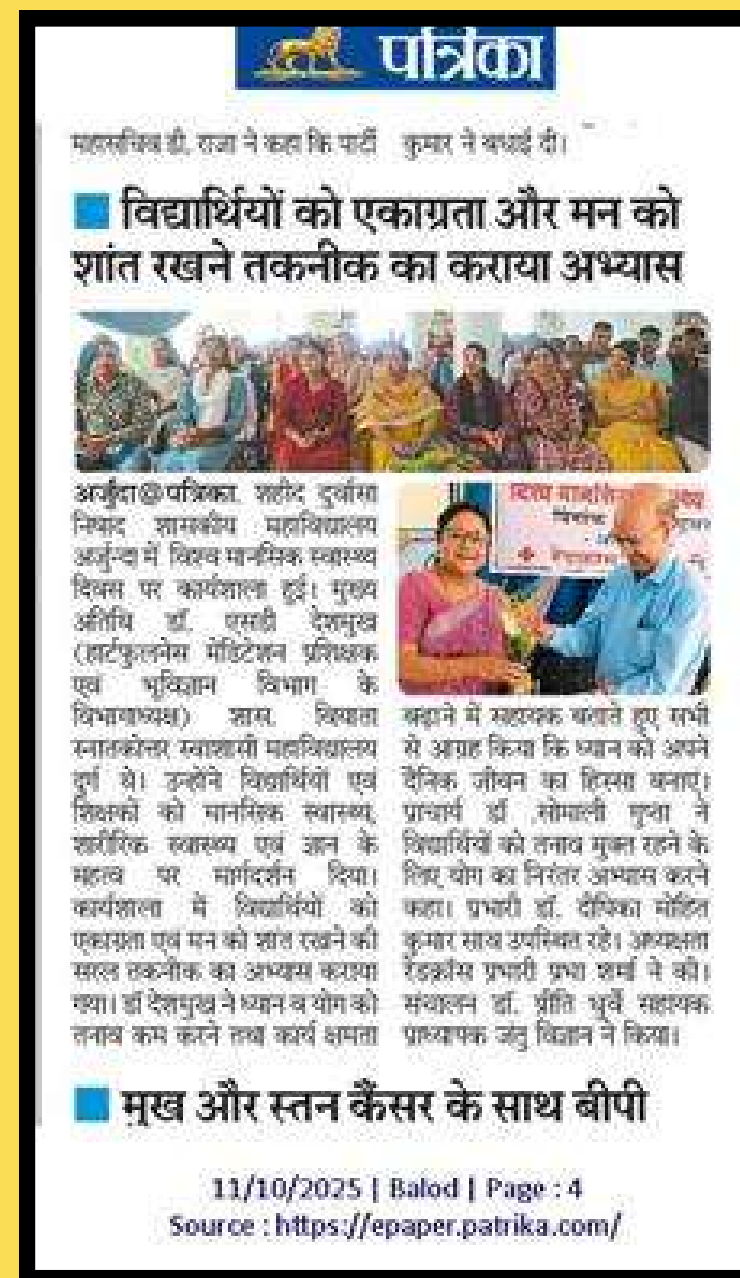 पत्रिका
महासचिव डी. राजा ने कहा कि पार्टी
कुमार ने बधाई दी।
विद्यार्थियों को एकाग्रता और मन को
शांत रखने तकनीक का कराया अभ्यास
अर्जुंदा@पत्रिका. शहीद दुर्वासा
निषाद शासकीय महाविद्यालय
अर्जुन्दा में विश्व मानसिक स्वास्थ्य
दिवस पर कार्यशाला हुई। मुख्य
अतिथि डॉ. एसडी देशमुख
(हार्टफुलनेस मेडिटेशन प्रशिक्षक
एवं भूविज्ञान विभाग के
विभागाध्यक्ष) शास.
स्नातकोत्तर स्वाशासी महाविद्यालय
दुर्ग थे। उन्होंने विद्यार्थियों एवं
शिक्षकों को मानसिक स्वास्थ्य,
शारीरिक स्वास्थ्य एवं ज्ञान के
महत्व पर मार्गदर्शन दिया।
कार्यशाला में विद्यार्थियों को
एकाग्रता एवं मन को शांत रखने की
सरल तकनीक का अभ्यास कराया
गया। डॉ देशमुख ने ध्यान व योग को
तनाव कम करने तथा कार्य क्षमता
बढ़ाने में सहायक बताते हुए सभी
से आग्रह किया कि ध्यान को अपने
दैनिक जीवन का हिस्सा बनाएं।
प्राचार्य डॉ .सोमाली गुप्ता ने
विद्यार्थियों को तनाव मुक्त रहने के
लिए योग का निरंतर अभ्यास करने
कहा। प्रभारी डॉ. दीपिका मोहित
कुमार साथ उपस्थित रहे। अध्यक्षता
रेडक्रॉस प्रभारी प्रभा शर्मा ने की।
संचालन डॉ. प्रीति धुर्वे सहायक
प्राध्यापक जंतु विज्ञान ने किया।
मुख और स्तन कैंसर के साथ बीपी
11/10/2025 | Balod | Page : 4
Source : https://epaper.patrika.com/